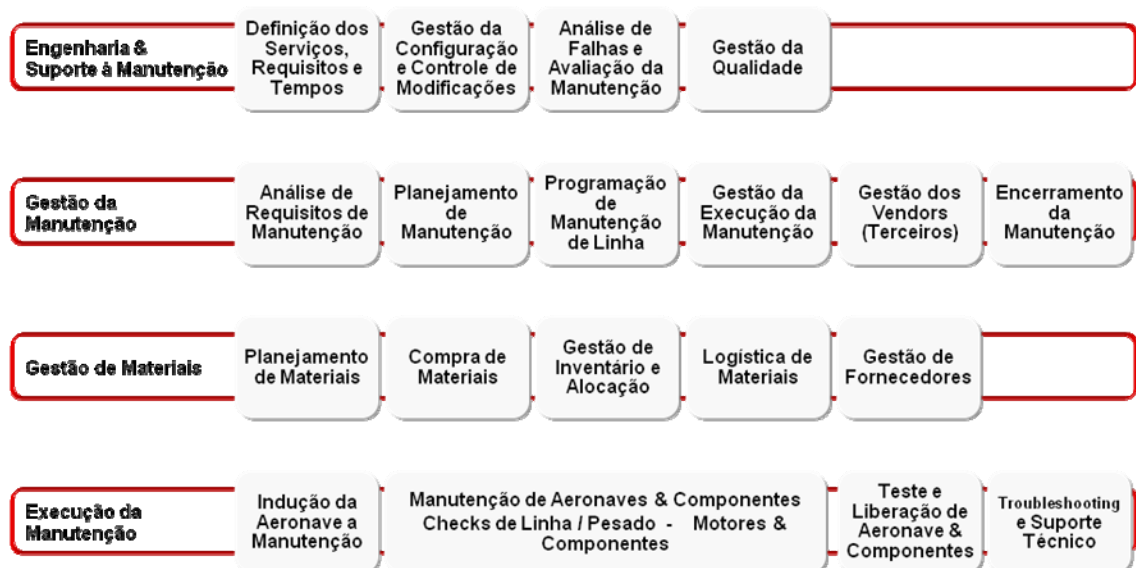 Engenharia &
Suporte à Manutenção
Definição dos
Serviços,
Requisitos e
Tempos
Gestão da
Configuração
e Controle de
Modificações
Análise de
Falhas e
Avaliação da
Manutenção
Gestão da
Qualidade
Gestão da
Manutenção
Análise de
Requisitos de
Manutenção
Planejamento
de
Manutenção
Programação
de
Manutenção
de Linha
Gestão da
Execução da
Manutenção
Gestão dos
Vendors
(Terceiros)
Encerramento
da
Manutenção
Gestão de Materiais
Planejamento
de Materiais
Compra de
Materiais
Gestão de
Inventário e
Alocação
Logística de
Materiais
Gestão de
Fornecedores
Execução da
Manutenção
Indução da
Aeronave a
Manutenção
Manutenção de Aeronaves & Componentes
Checks de Linha / Pesado - Motores &
Componentes
Teste e
Liberação de
Aeronave &
Componentes
Troubleshooting
e Suporte
Técnico